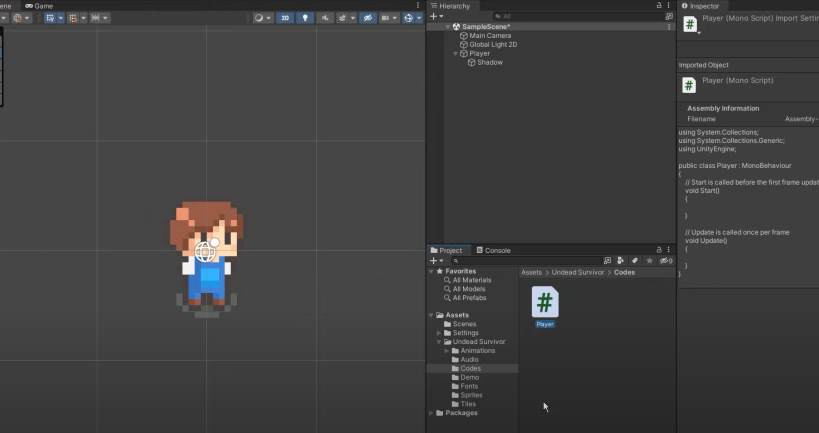 ene
Game
2D
Hierarchy
All
SampleScene*
Main Camera
Global Light 2D
Player
Shadow
Project
Console
9
Favorites
All Materials
All Models
All Prefabs
Assets
Scenes
Settings
Undead Survivor
Animations
Audio
Codes
Demo
Fonts
Sprites
Tiles
Packages
Assets > Undead Survivor > Codes
#
Player
Inspector
#
Player (Mono Script) Import Settin
Imported Object
#
Player (Mono Script)
Assembly Information
Filename Assembly-
using System.Collections;
using System.Collections.Generic;
using UnityEngine;
public class Player : MonoBehaviour
{
// Start is called before the first frame updat
void Start()
{
}
// Update is called once per frame
void Update()
{
}
}